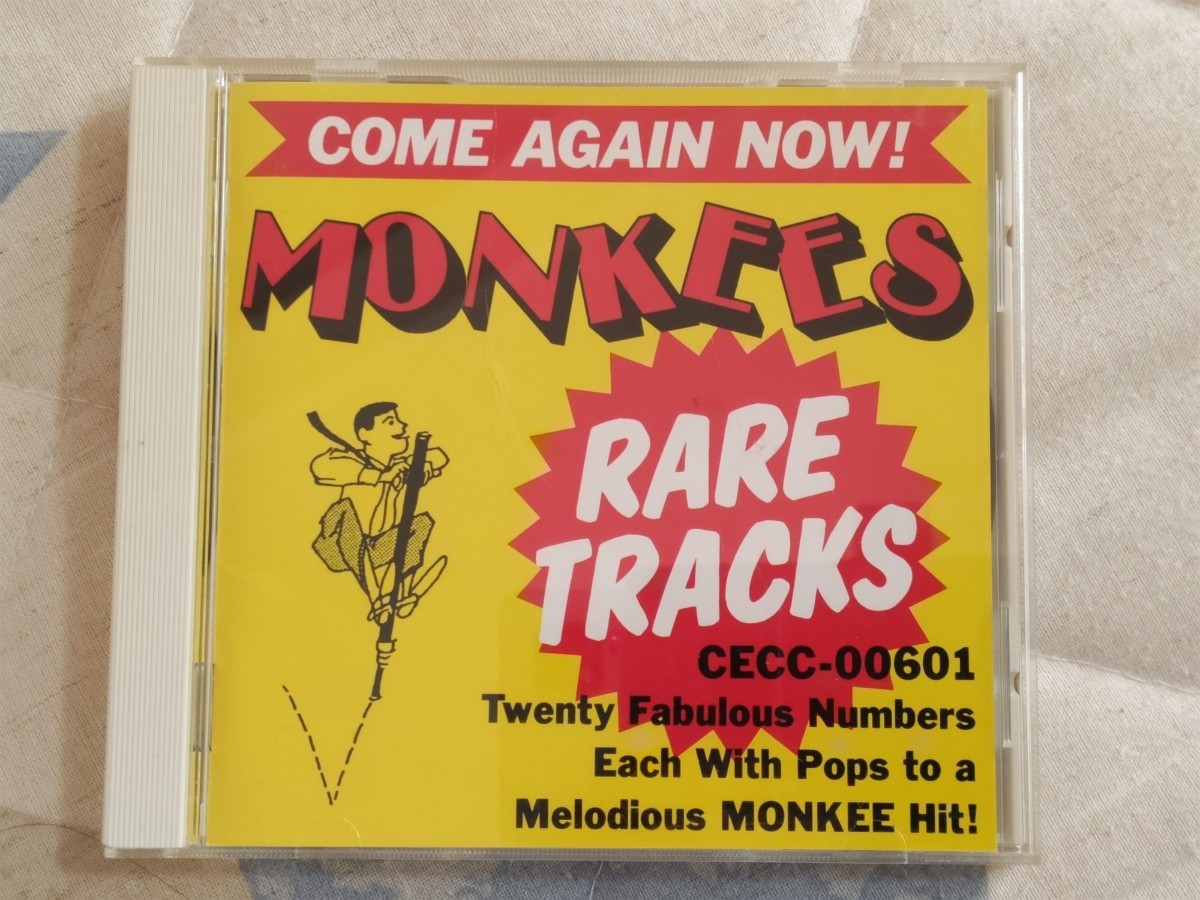 COME AGAIN NOW!
MONKEES
RARE
TRACKS
CECC-00601
Twenty Fabulous Numbers
Each With Pops to a
Melodious MONKEE Hit!